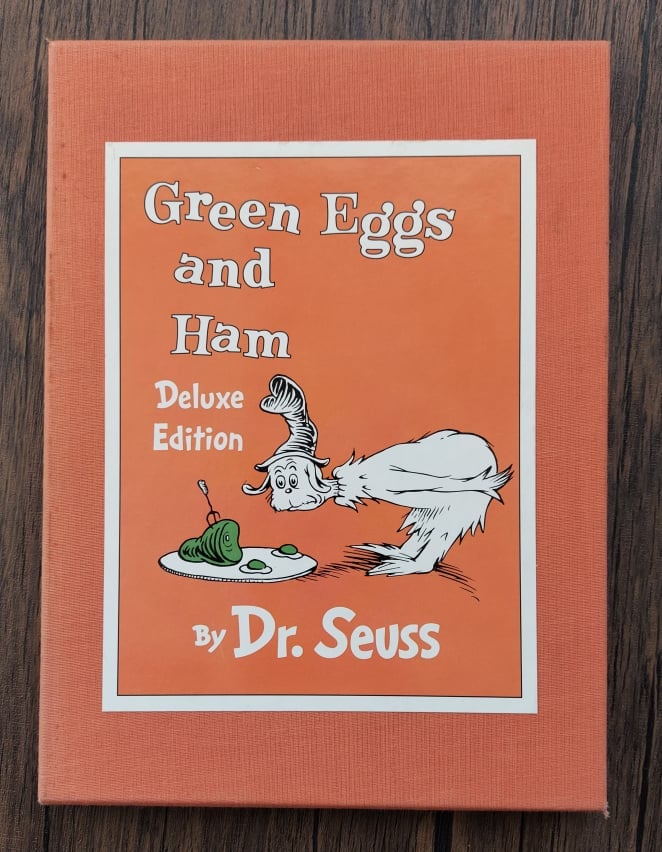 Green Eggs
and
Ham
Deluxe
Edition
By Dr. Seuss